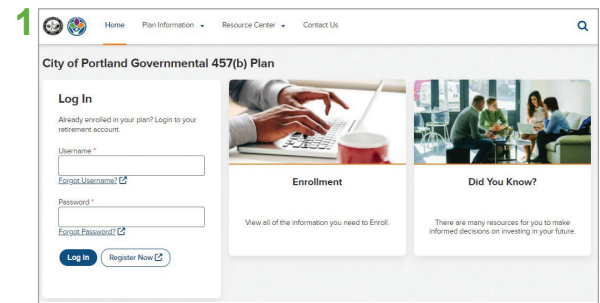 1
Home Plan Information Resource Center Contact Us
City of Portland Governmental 457(b) Plan
Log In
Already enrolled in your plan? Login to your
retirement account.
Username *
Forgot Username?
Password *
Forgot Password?
Log In Register Now
Enrollment
View all of the information you need to Enroll.
Did You Know?
There are many resources for you to make
informed decisions on investing in your future.